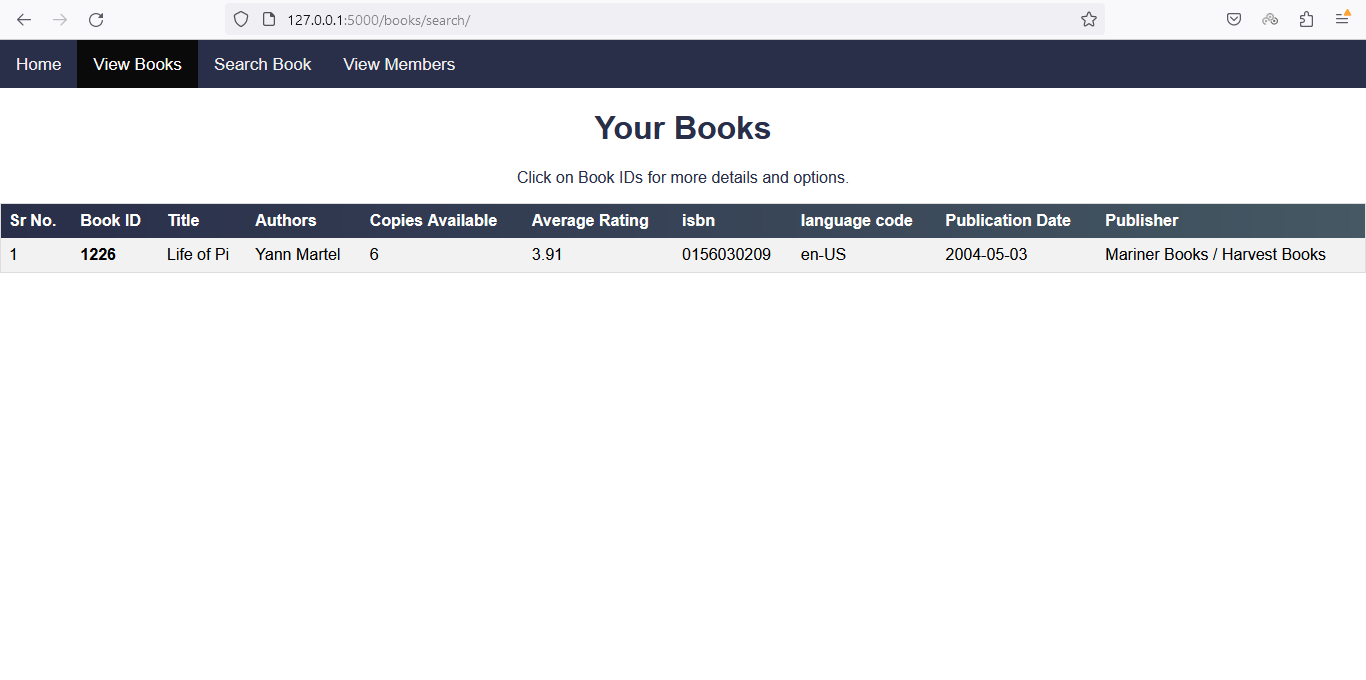 127.0.0.1:5000/books/search/
Home View Books Search Book View Members
Your Books
Click on Book IDs for more details and options.
Sr No. Book ID Title Authors Copies Available Average Rating isbn language code Publication Date Publisher
1 1226 Life of Pi Yann Martel 6 3.91 0156030209 en-US 2004-05-03 Mariner Books / Harvest Books